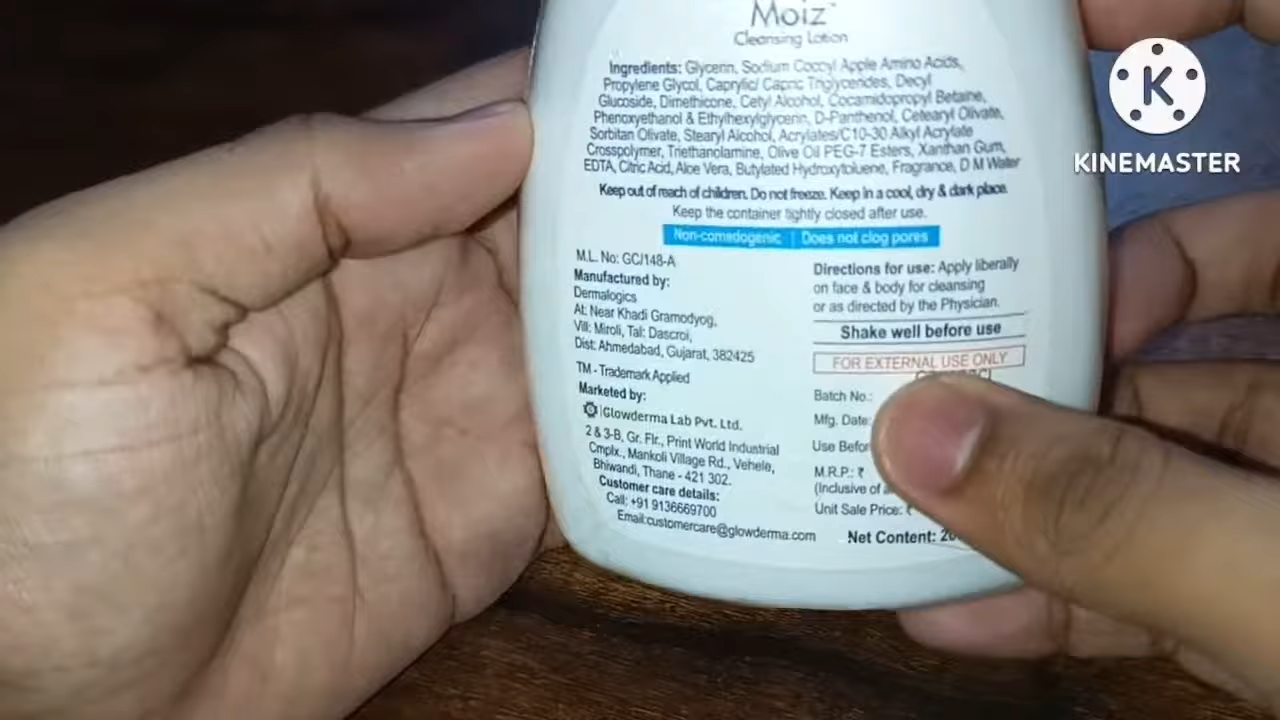 Moiz™
Cleansing Lotion
Ingredients: Glycerin, Sodium Cocoyl Apple Amino Acids,
Propylene Glycol, Caprylic/ Capric Triglycerides, Decyl
Glucoside, Dimethicone, Cetyl Alcohol, Cocamidopropyl Betaine,
Phenoxyethanol & Ethylhexylglycerin, D-Panthenol, Cetearyl Olivate,
Sorbitan Olivate, Stearyl Alcohol, Acrylates/C10-30 Alkyl Acrylate
Crosspolymer, Triethanolamine, Olive Oil PEG-7 Esters, Xanthan Gum,
EDTA, Citric Acid, Aloe Vera, Butylated Hydroxytoluene, Fragrance, D M Water
Keep out of reach of children. Do not freeze. Keep in a cool, dry & dark place.
Keep the container tightly closed after use.
Non-comedogenic | Does not clog pores
M.L. No: GC/148-A
Manufactured by:
Dermalogics
At: Near Khadi Gramodyog,
Vill: Miroli, Tal: Dascroi,
Dist: Ahmedabad, Gujarat, 382425
TM - Trademark Applied
Marketed by:
Glowderma Lab Pvt. Ltd.
2 & 3-B, Gr. Flr., Print World Industrial
Cmplx., Mankoli Village Rd., Vehele,
Bhiwandi, Thane - 421 302.
Customer care details:
Call: +91 9136669700
Email:customercare@glowderma.com
Directions for use: Apply liberally
on face & body for cleansing
or as directed by the Physician.
Shake well before use
FOR EXTERNAL USE ONLY
Batch No.:
Mfg. Date:
Use Befor
M.R.P.: ₹
(Inclusive of
Unit Sale Price: ₹
Net Content:
K
KINEMASTER